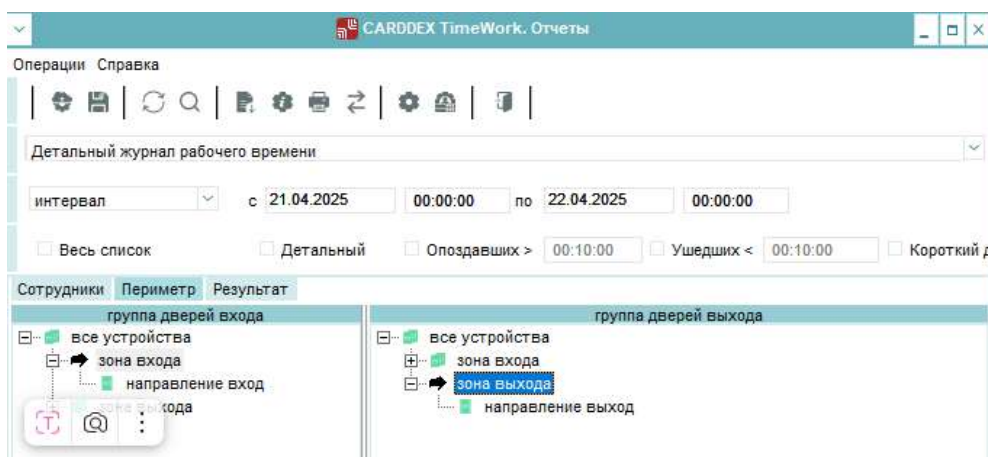 CARDDEX TimeWork. Отчеты
Операции Справка
Детальный журнал рабочего времени
интервал с 21.04.2025 00:00:00 по 22.04.2025 00:00:00
Весь список Детальный Опоздавших > 00:10:00 Ушедших < 00:10:00 Короткий
Сотрудники Периметр Результат
группа дверей входа группа дверей выхода
все устройства все устройства
зона входа зона входа
направление вход зона выхода
зона выхода направление выход